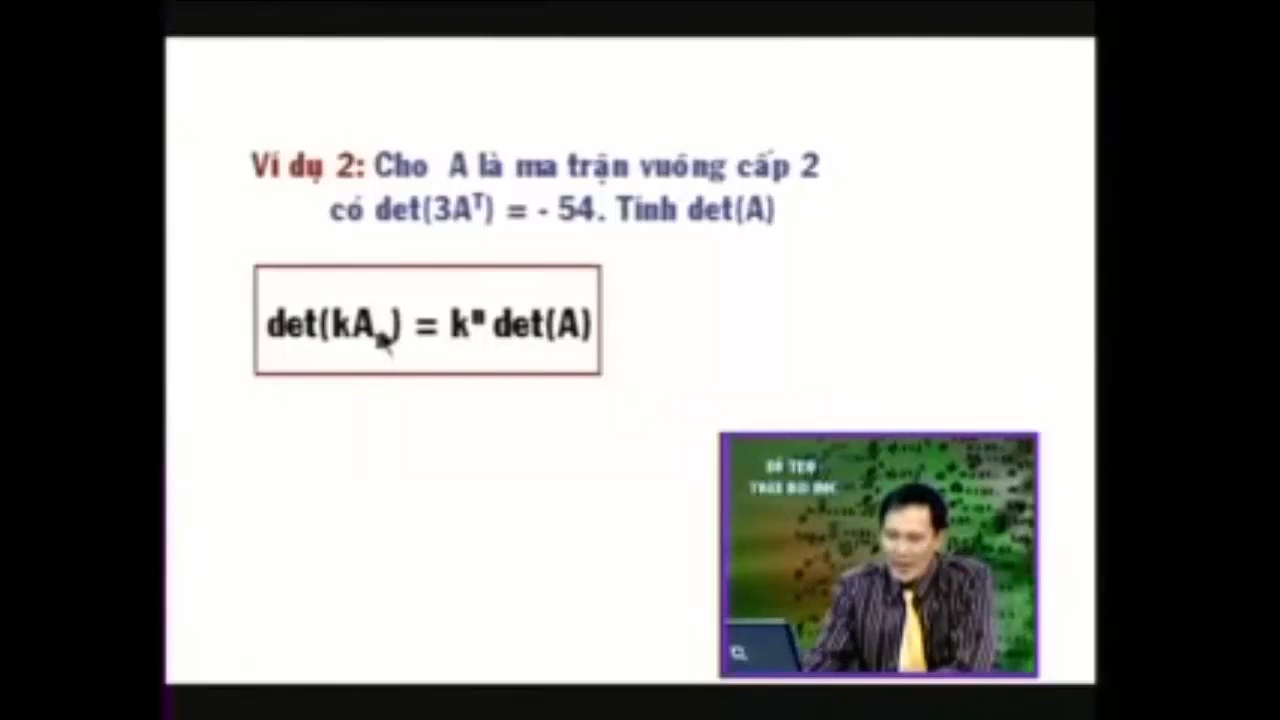 Ví dụ 2: Cho A là ma trận vuông cấp 2
có det(3Aᵀ) = - 54. Tính det(A)
det(kAₙ) = kⁿ det(A)